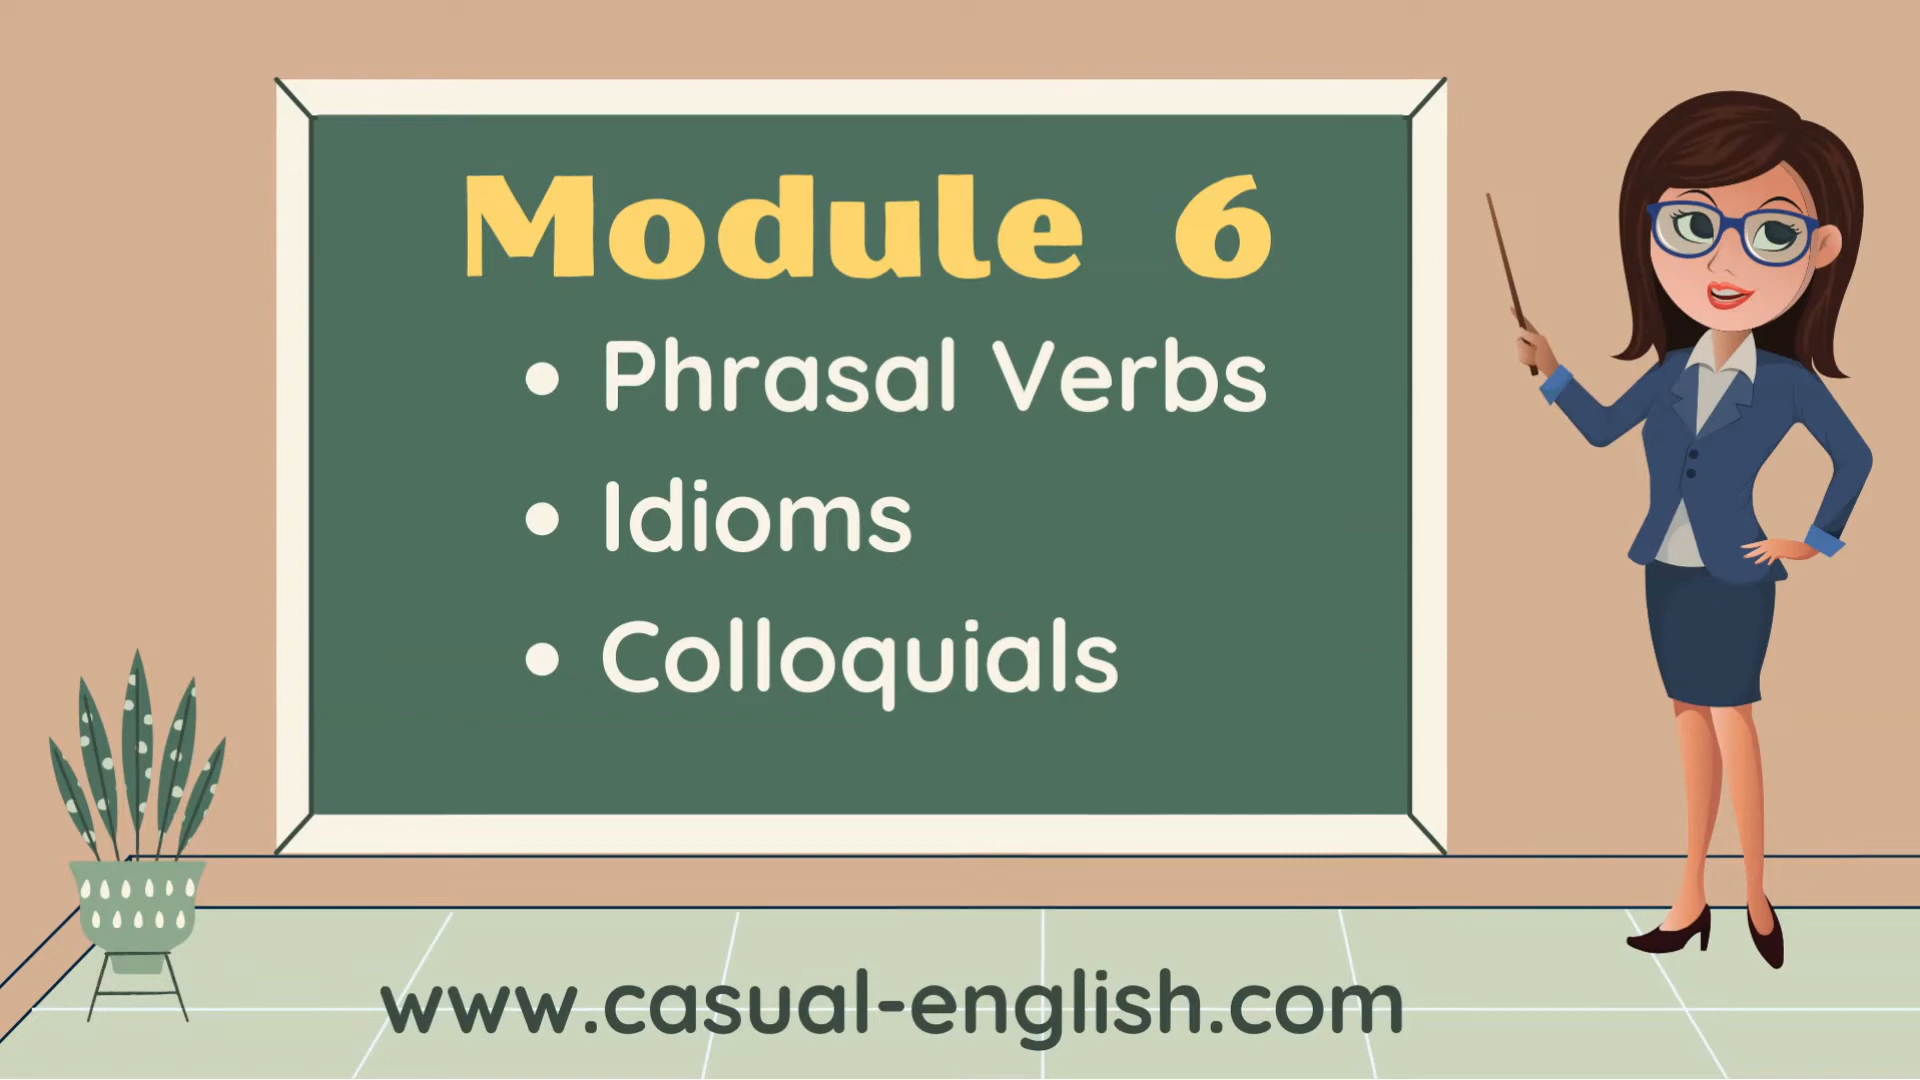 Module 6
• Phrasal Verbs
• Idioms
• Colloquials
www.casual-english.com